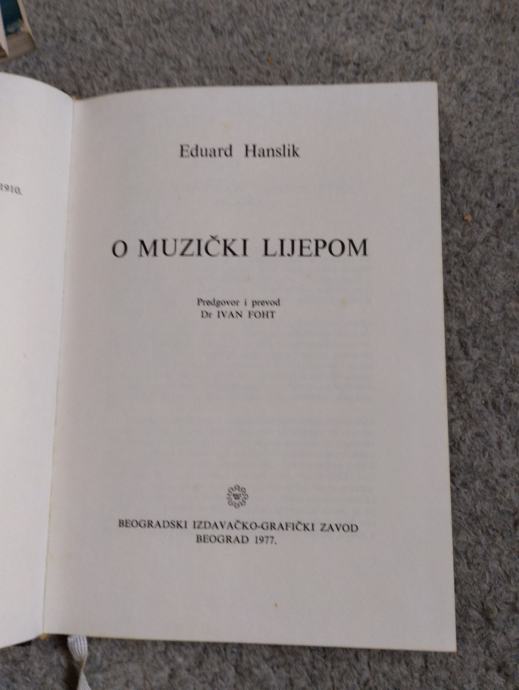 1910.
Eduard Hanslik
O MUZIČKI LIJEPOM
Predgovor i prevod
Dr IVAN FOHT
BEOGRADSKI IZDAVAČKO-GRAFIČKI ZAVOD
BEOGRAD 1977.